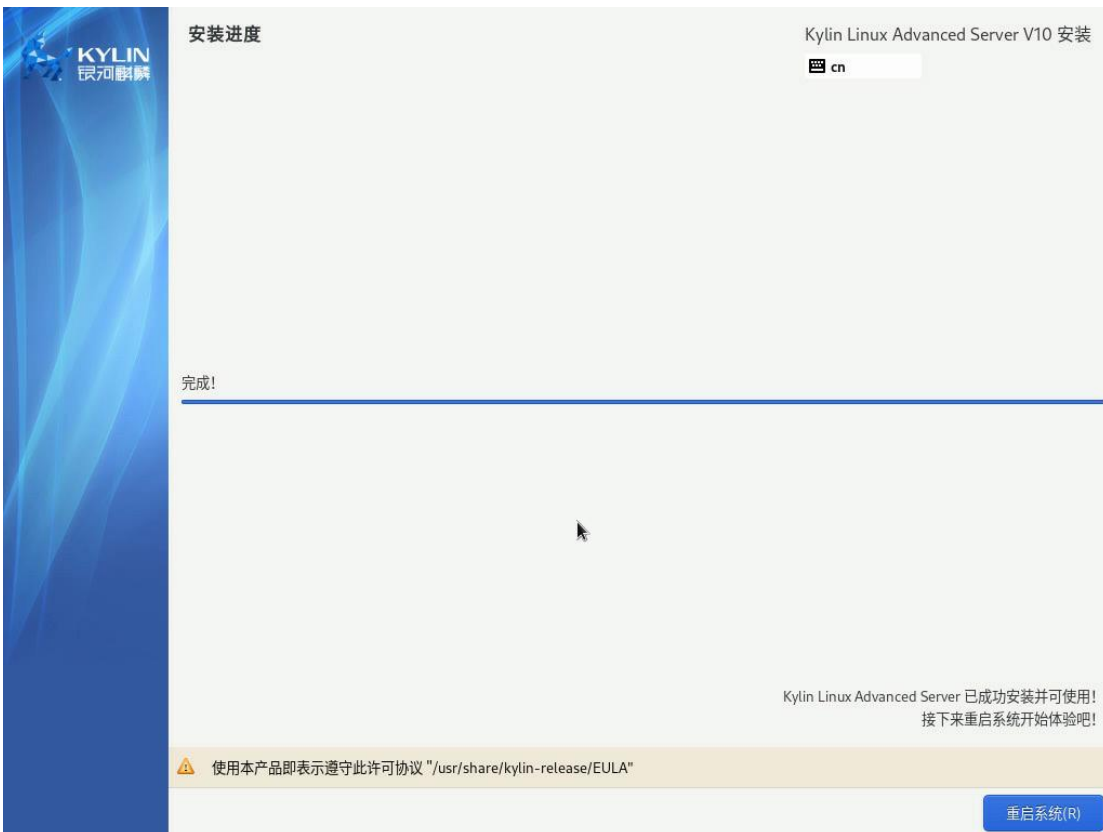 KYLIN
银河麒麟
安装进度
Kylin Linux Advanced Server V10 安装
cn
完成!
Kylin Linux Advanced Server 已成功安装并可使用!
接下来重启系统开始体验吧!
使用本产品即表示遵守此许可协议 "/usr/share/kylin-release/EULA"
重启系统(R)